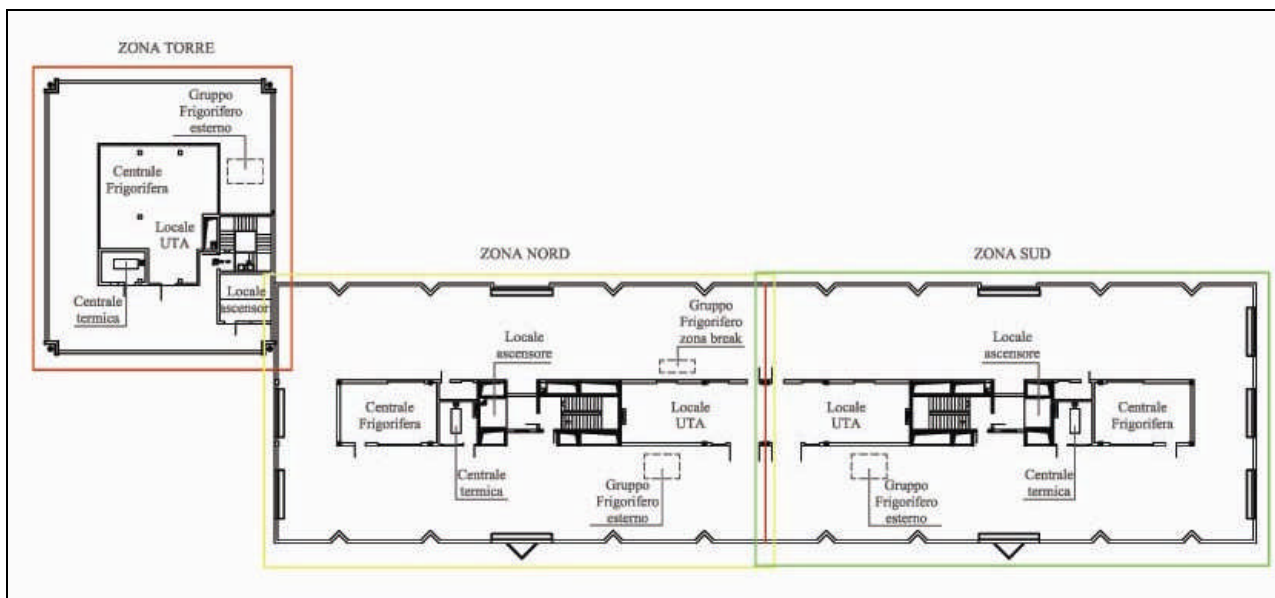 ZONA TORRE
Gruppo
Frigorifero
esterno
Centrale
Frigorifera
Locale
UTA
Centrale
termica
Locale
ascensor
ZONA NORD
Gruppo
Frigorifero
zona break
Locale
ascensore
Centrale
Frigorifera
Locale
UTA
Centrale
termica
Gruppo
Frigorifero
esterno
ZONA SUD
Locale
ascensore
Locale
UTA
Centrale
Frigorifera
Gruppo
Frigorifero
esterno
Centrale
termica